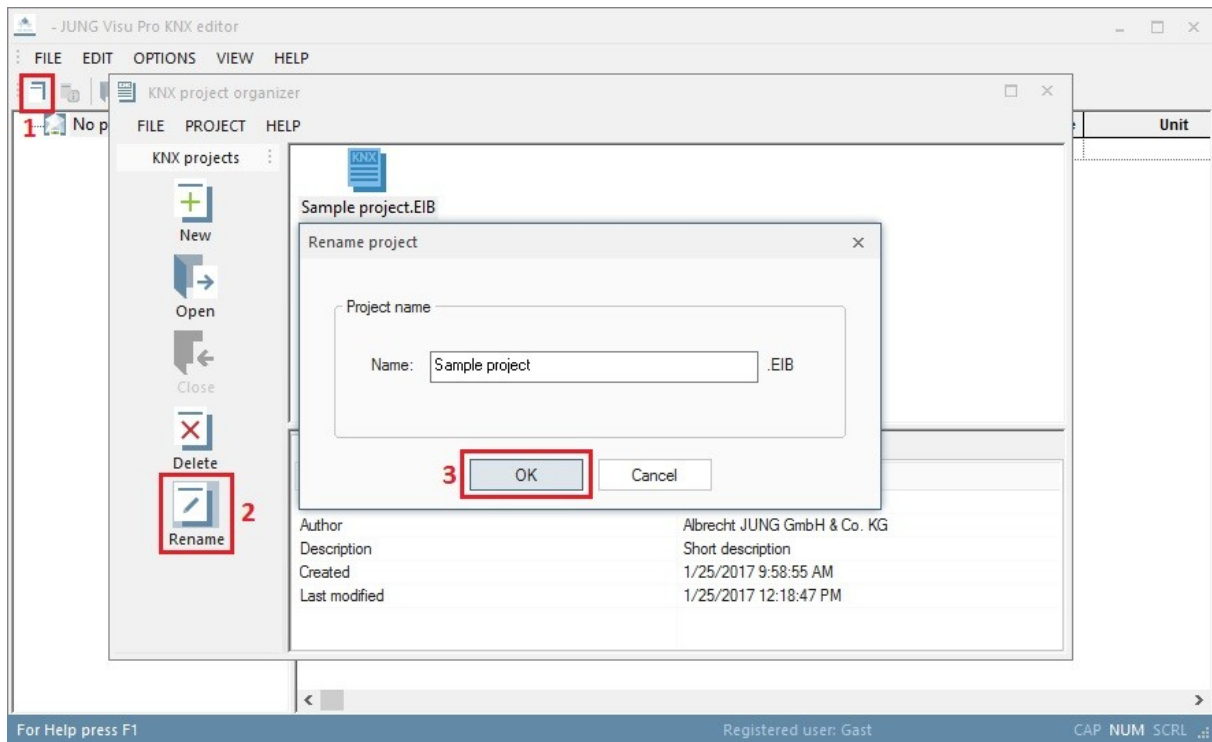 - JUNG Visu Pro KNX editor
FILE EDIT OPTIONS VIEW HELP
1
No p
Unit
KNX project organizer
FILE PROJECT HELP
KNX projects
New
Open
Close
Delete
Rename
2
KNX
Sample project.EIB
Rename project
Project name
Name: Sample project .EIB
3 OK Cancel
Author Albrecht JUNG GmbH & Co. KG
Description Short description
Created 1/25/2017 9:58:55 AM
Last modified 1/25/2017 12:18:47 PM
For Help press F1 Registered user: Gast CAP NUM SCRL